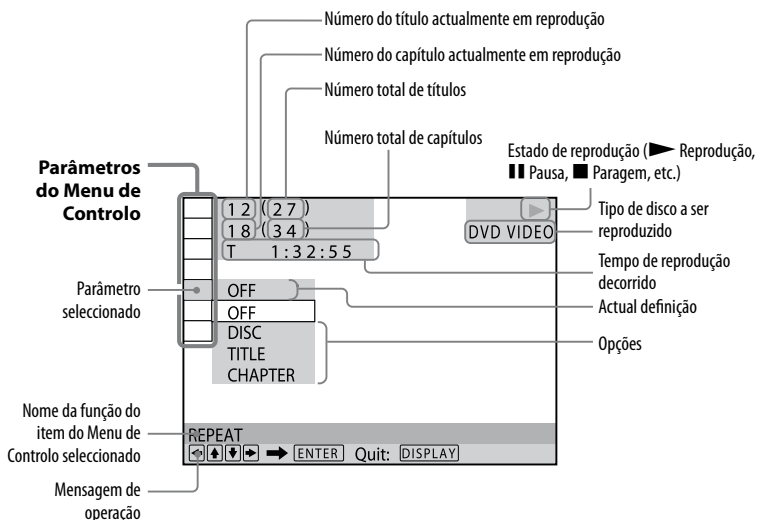 Número do título actualmente em reprodução
Número do capítulo actualmente em reprodução
Número total de títulos
Número total de capítulos
Estado de reprodução (► Reprodução,
❚❚ Pausa, ■ Paragem, etc.)
Parâmetros
do Menu de
Controlo
12 (27)
18 (34)
T 1:32:55
►
DVD VIDEO
Tipo de disco a ser
reproduzido
Tempo de reprodução
decorrido
Parâmetro
seleccionado
OFF
Actual definição
OFF
DISC
TITLE
CHAPTER
Opções
Nome da função do
item do Menu de
Controlo seleccionado
REPEAT
←↑↓→ ➡ ENTER Quit: DISPLAY
Mensagem de
operação